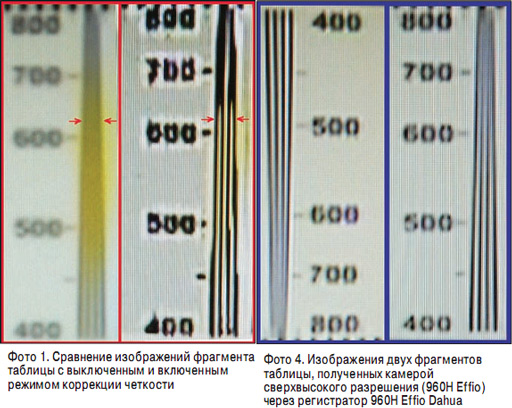 800
700
600
500
400
800
700
600
500
400
400
500
600
700
800
800
700
600
500
400
Фото 1. Сравнение изображений фрагмента
таблицы с выключенным и включенным
режимом коррекции четкости
Фото 4. Изображения двух фрагментов
таблицы, полученных камерой
сверхвысокого разрешения (960H Effio)
через регистратор 960H Effio Dahua